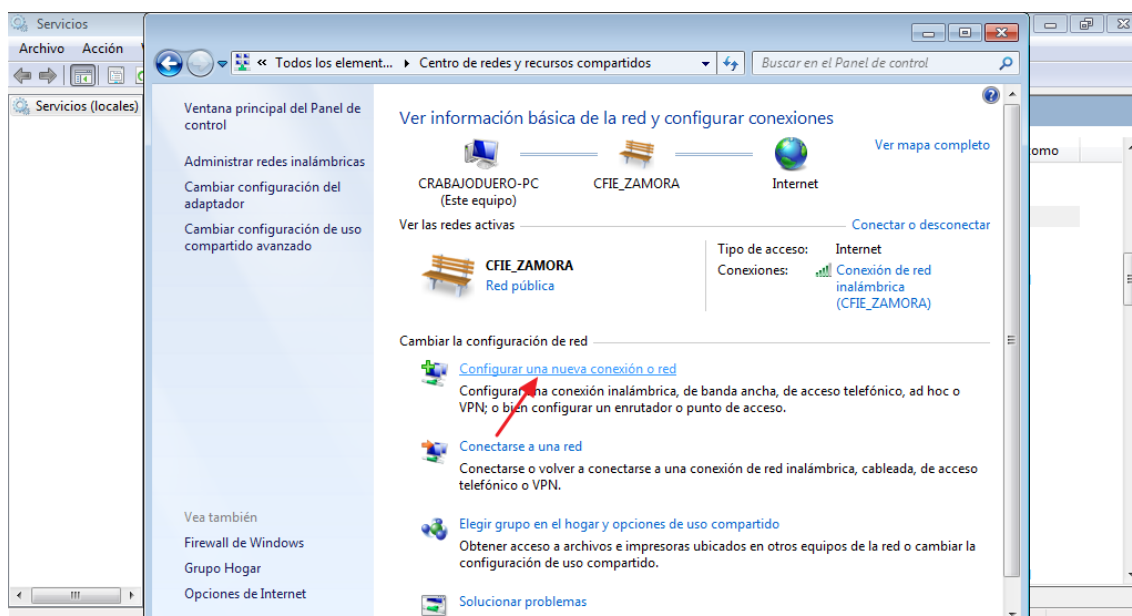 Servicios
Archivo Acción
Servicios (locales)
« Todos los element... ▸ Centro de redes y recursos compartidos
Buscar en el Panel de control
Ventana principal del Panel de
control
Administrar redes inalámbricas
Cambiar configuración del
adaptador
Cambiar configuración de uso
compartido avanzado
Vea también
Firewall de Windows
Grupo Hogar
Opciones de Internet
Ver información básica de la red y configurar conexiones
Ver mapa completo
CRABAJODUERO-PC
(Este equipo)
CFIE_ZAMORA
Internet
Ver las redes activas
Conectar o desconectar
CFIE_ZAMORA
Red pública
Tipo de acceso: Internet
Conexiones: Conexión de red
inalámbrica
(CFIE_ZAMORA)
Cambiar la configuración de red
Configurar una nueva conexión o red
Configurar una conexión inalámbrica, de banda ancha, de acceso telefónico, ad hoc o
VPN; o bien configurar un enrutador o punto de acceso.
Conectarse a una red
Conectarse o volver a conectarse a una conexión de red inalámbrica, cableada, de acceso
telefónico o VPN.
Elegir grupo en el hogar y opciones de uso compartido
Obtener acceso a archivos e impresoras ubicados en otros equipos de la red o cambiar la
configuración de uso compartido.
Solucionar problemas
omo